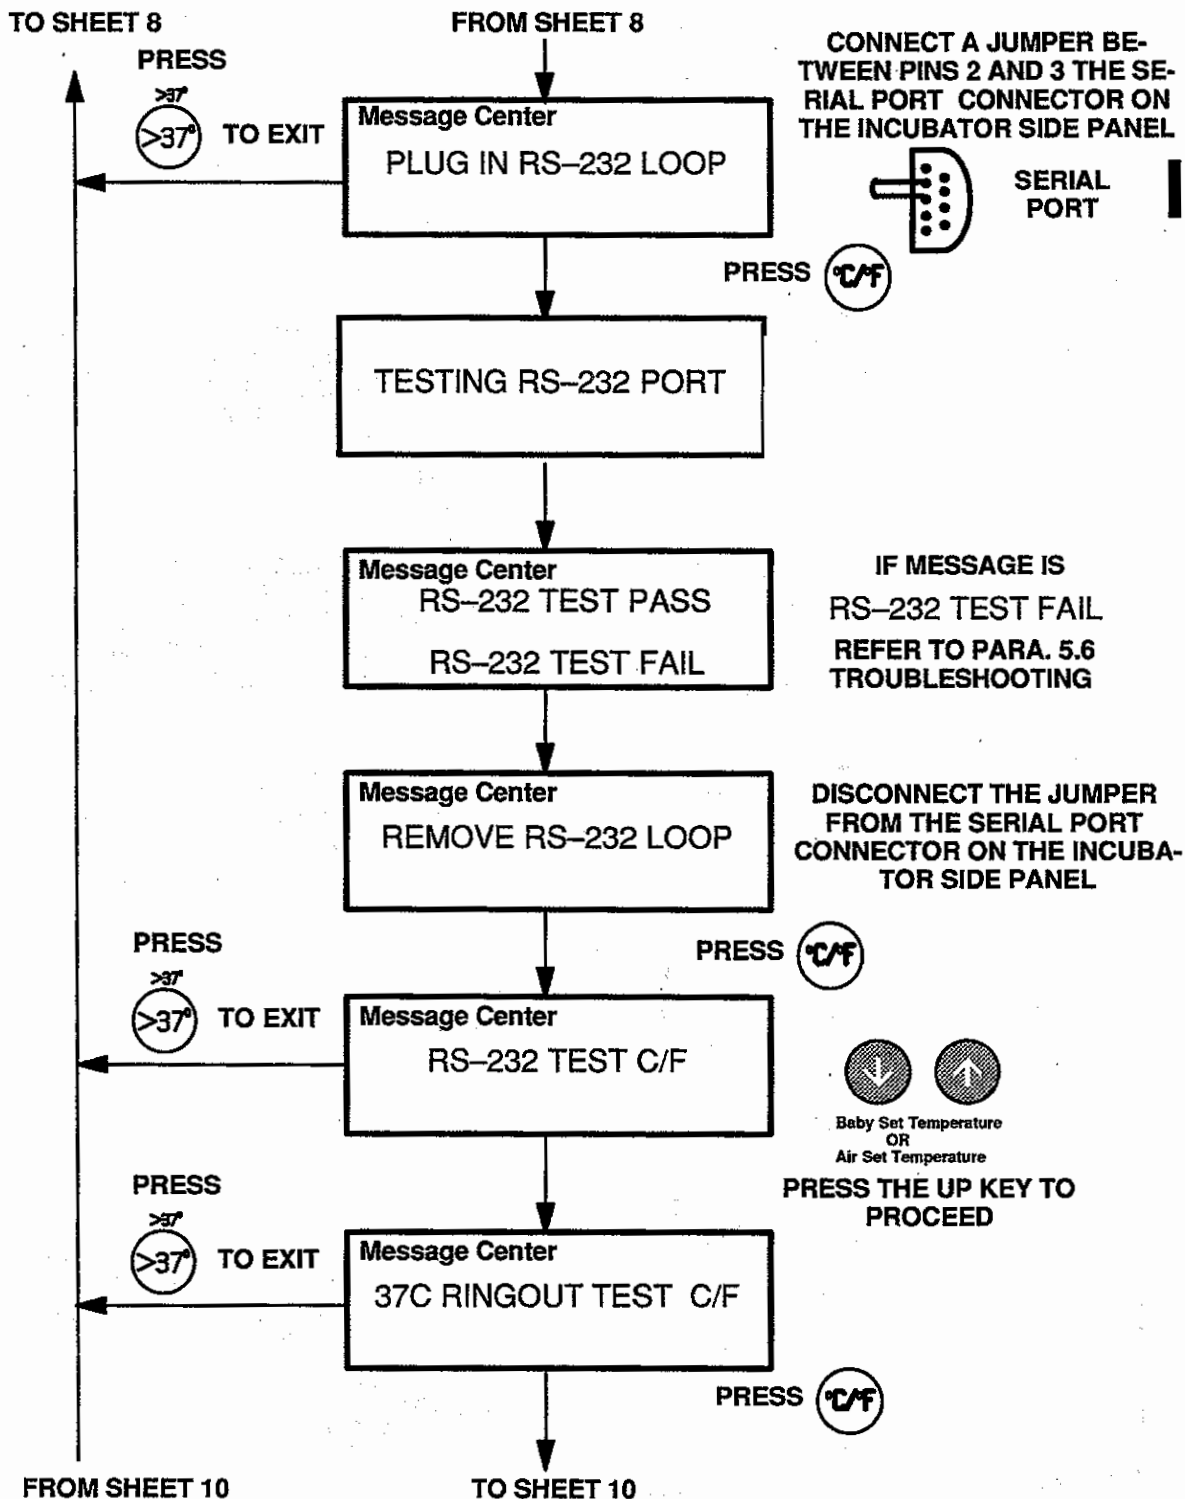 TO SHEET 8
FROM SHEET 8
PRESS
>37°
>37°
TO EXIT
Message Center
PLUG IN RS–232 LOOP
CONNECT A JUMPER BE-
TWEEN PINS 2 AND 3 THE SE-
RIAL PORT CONNECTOR ON
THE INCUBATOR SIDE PANEL
SERIAL
PORT
PRESS
°C/°F
TESTING RS–232 PORT
Message Center
RS–232 TEST PASS
RS–232 TEST FAIL
IF MESSAGE IS
RS–232 TEST FAIL
REFER TO PARA. 5.6
TROUBLESHOOTING
Message Center
REMOVE RS–232 LOOP
DISCONNECT THE JUMPER
FROM THE SERIAL PORT
CONNECTOR ON THE INCUBA-
TOR SIDE PANEL
PRESS
°C/°F
PRESS
>37°
>37°
TO EXIT
Message Center
RS–232 TEST C/F
Baby Set Temperature
OR
Air Set Temperature
PRESS THE UP KEY TO
PROCEED
PRESS
>37°
>37°
TO EXIT
Message Center
37C RINGOUT TEST C/F
PRESS
°C/°F
FROM SHEET 10
TO SHEET 10